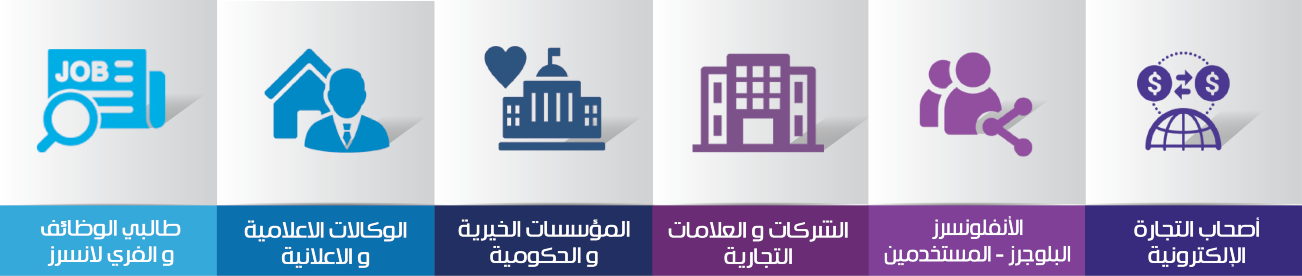 أصحاب التجارة
الإلكترونية
الأنفلونسرز
البلوجرز - المستخدمين
الشركات و العلامات
التجارية
المؤسسات الخيرية
و الحكومية
الوكالات الاعلامية
و الاعلانية
JOB
طالبي الوظائف
و الفري لانسرز